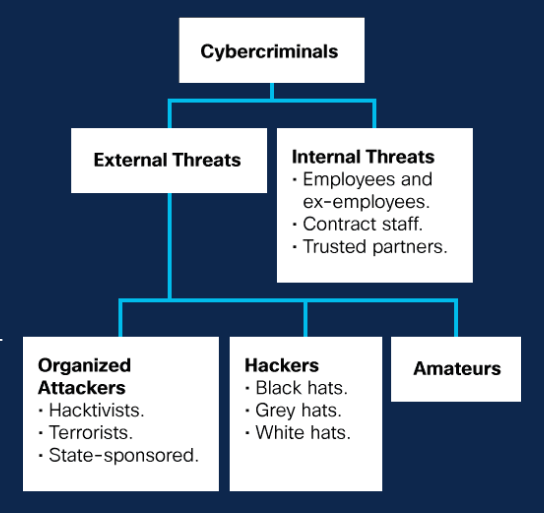 Cybercriminals
External Threats
Internal Threats
· Employees and
ex-employees.
· Contract staff.
· Trusted partners.
Organized
Attackers
· Hacktivists.
· Terrorists.
· State-sponsored.
Hackers
· Black hats.
· Grey hats.
· White hats.
Amateurs